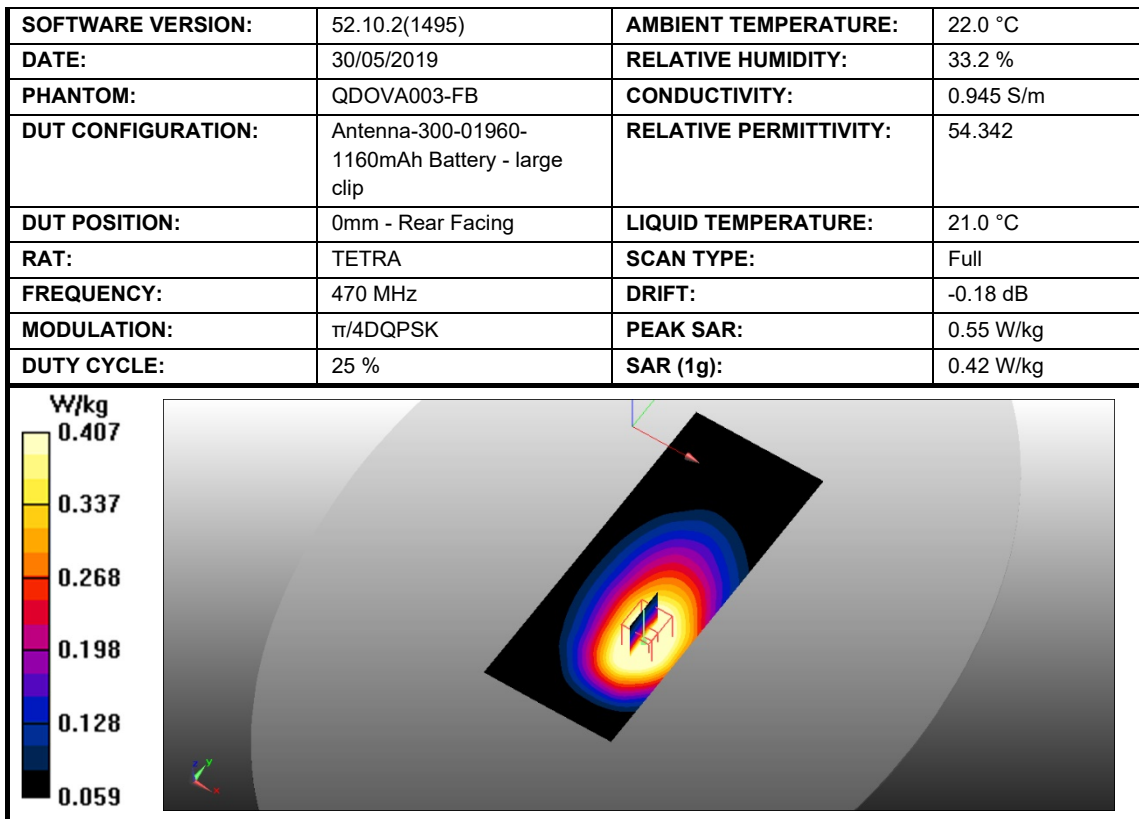 SOFTWARE VERSION: 52.10.2(1495) AMBIENT TEMPERATURE: 22.0 °C
DATE: 30/05/2019 RELATIVE HUMIDITY: 33.2 %
PHANTOM: QDOVA003-FB CONDUCTIVITY: 0.945 S/m
DUT CONFIGURATION: Antenna-300-01960- RELATIVE PERMITTIVITY: 54.342
1160mAh Battery - large
clip
DUT POSITION: 0mm - Rear Facing LIQUID TEMPERATURE: 21.0 °C
RAT: TETRA SCAN TYPE: Full
FREQUENCY: 470 MHz DRIFT: -0.18 dB
MODULATION: π/4DQPSK PEAK SAR: 0.55 W/kg
DUTY CYCLE: 25 % SAR (1g): 0.42 W/kg
W/kg
0.407
0.337
0.268
0.198
0.128
0.059
z y
x